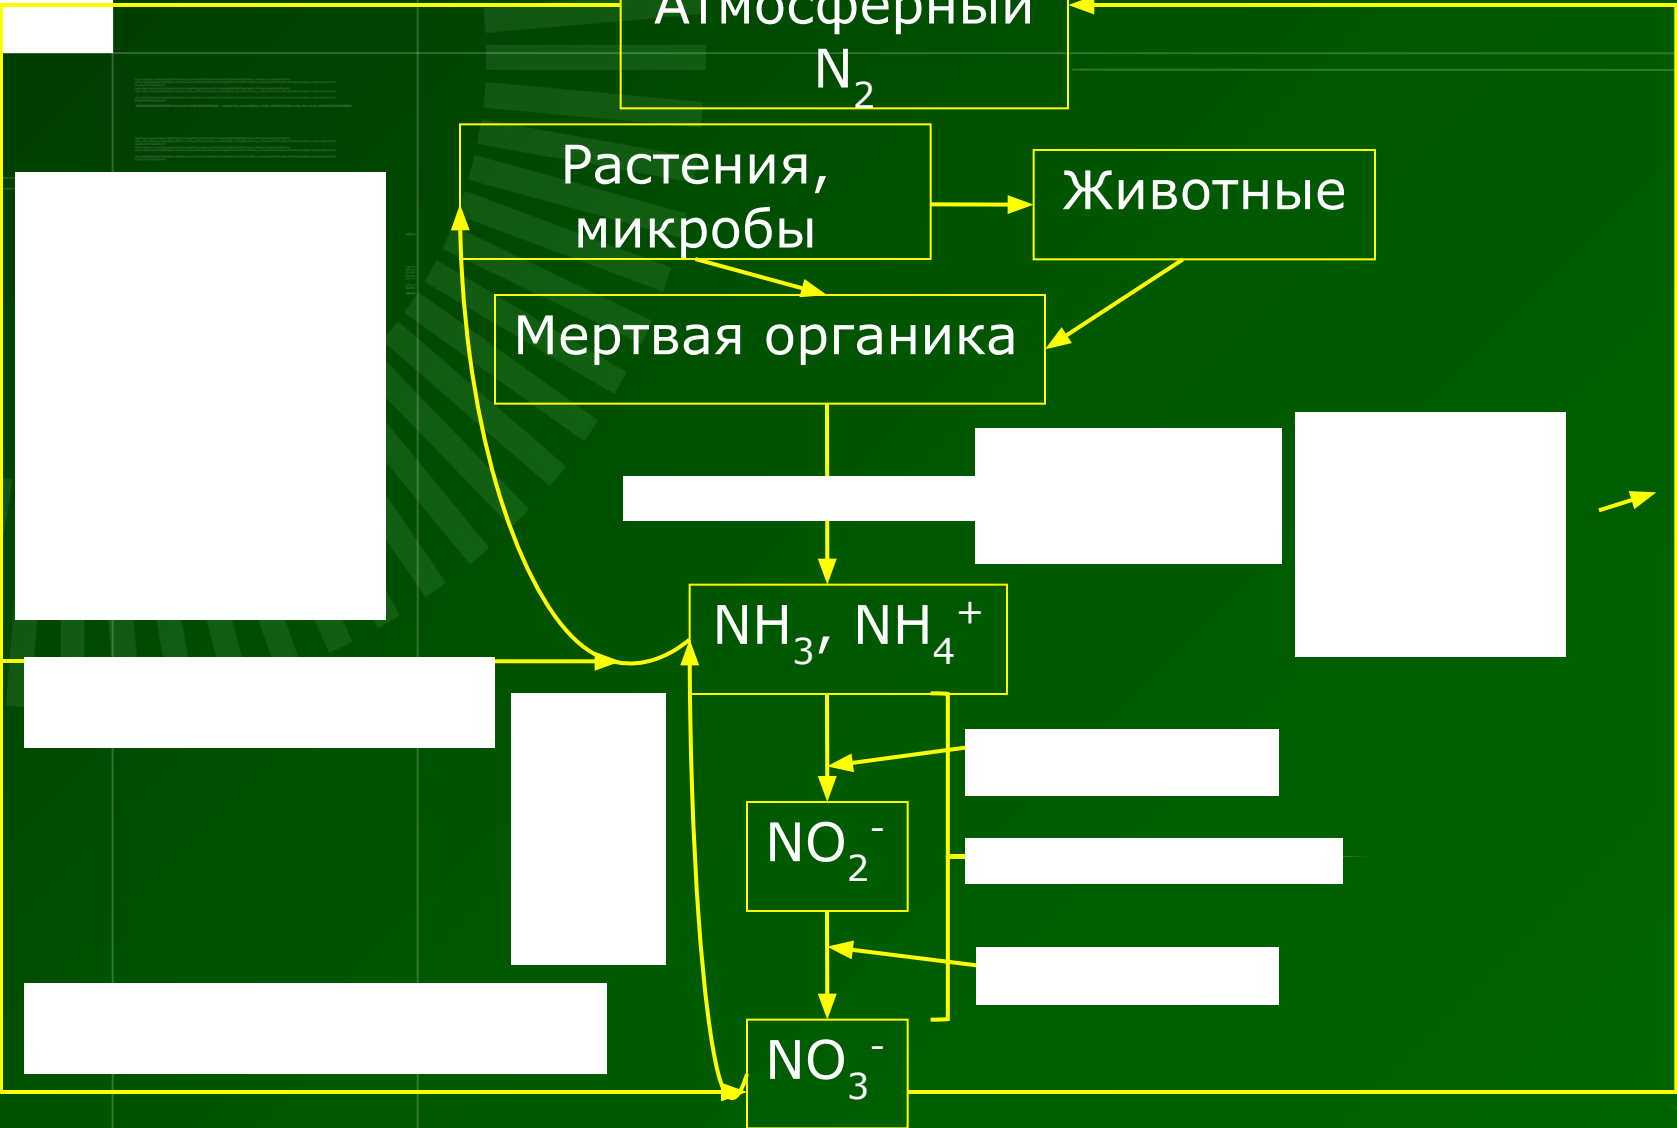 Атмосферный
N₂
Растения,
микробы
Животные
Мертвая органика
NH₃, NH₄⁺
NO₂⁻
NO₃⁻